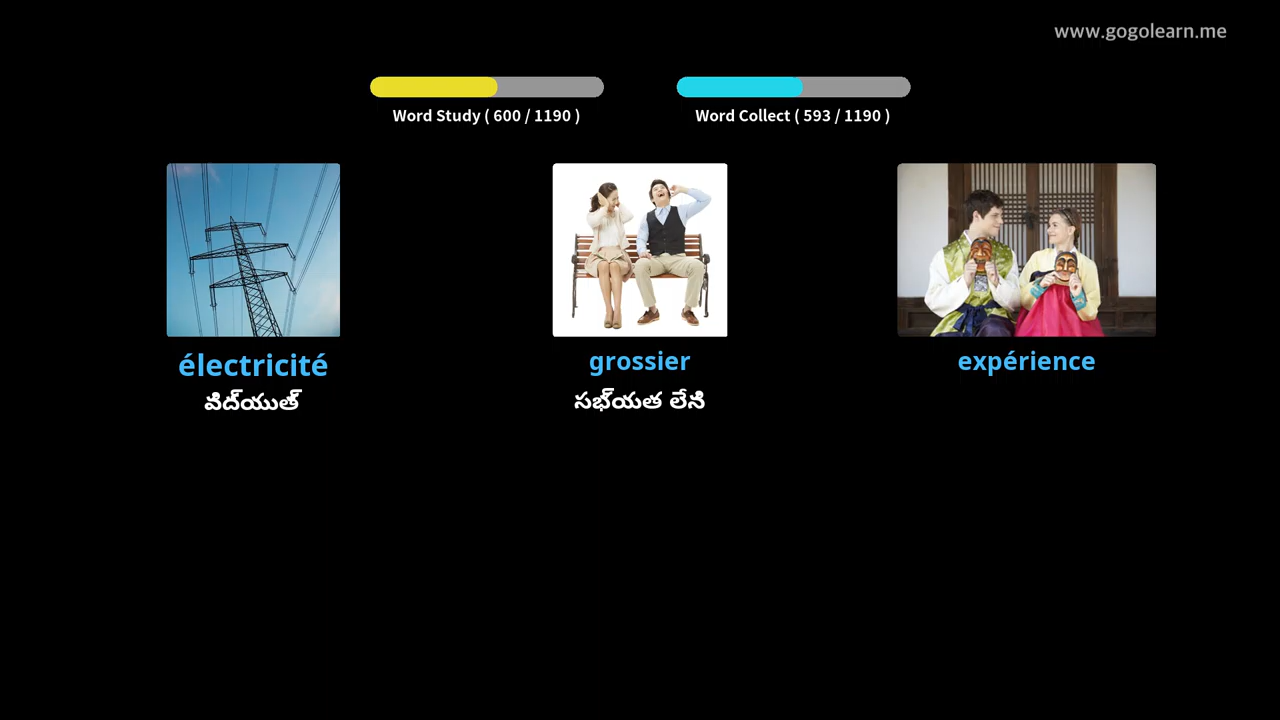 www.gogolearn.me
Word Study ( 600 / 1190 )
Word Collect ( 593 / 1190 )
électricité
విద్యుత్
grossier
సభ్యత లేని
expérience